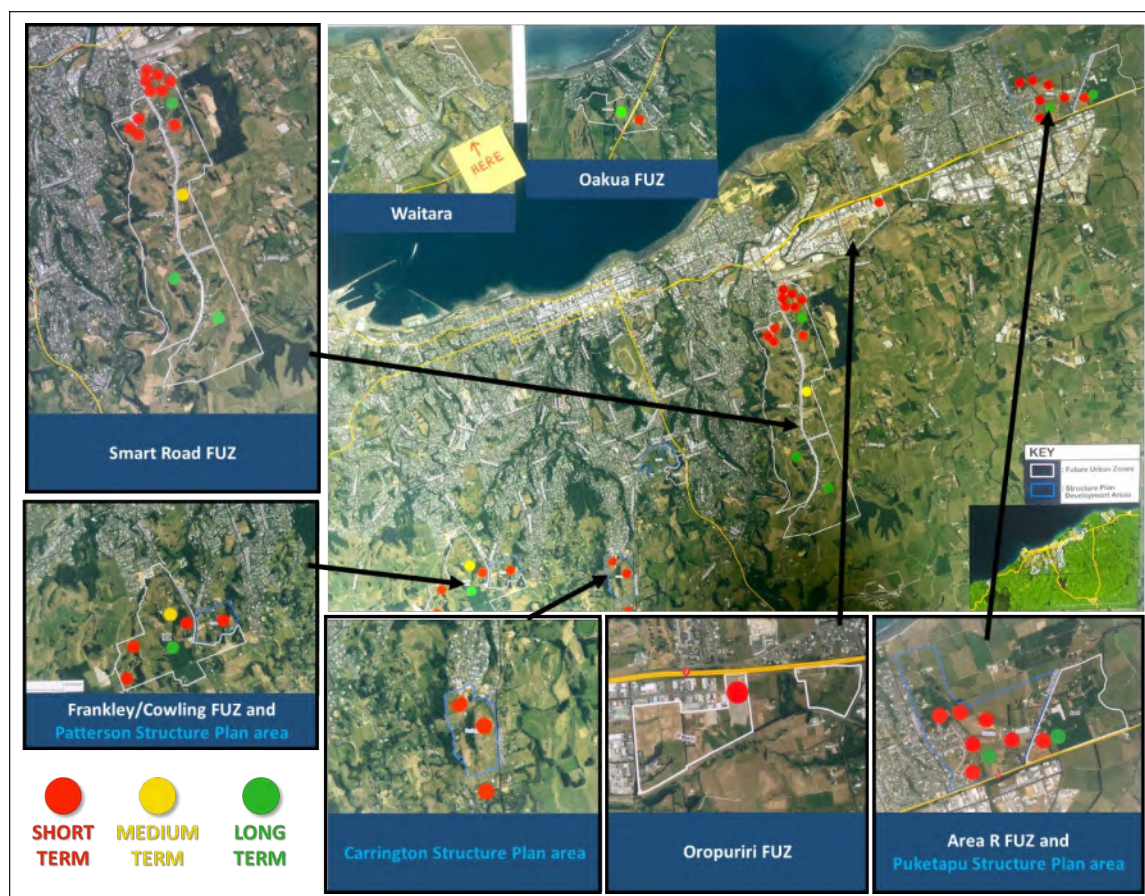 Smart Road FUZ
HERE
Waitara
Oakua FUZ
KEY
: Future Urban Zones
: Structure Plan
Development Areas
Frankley/Cowling FUZ and
Patterson Structure Plan area
SHORT
TERM
MEDIUM
TERM
LONG
TERM
Carrington Structure Plan area
Oropuriri FUZ
Area R FUZ and
Puketapu Structure Plan area